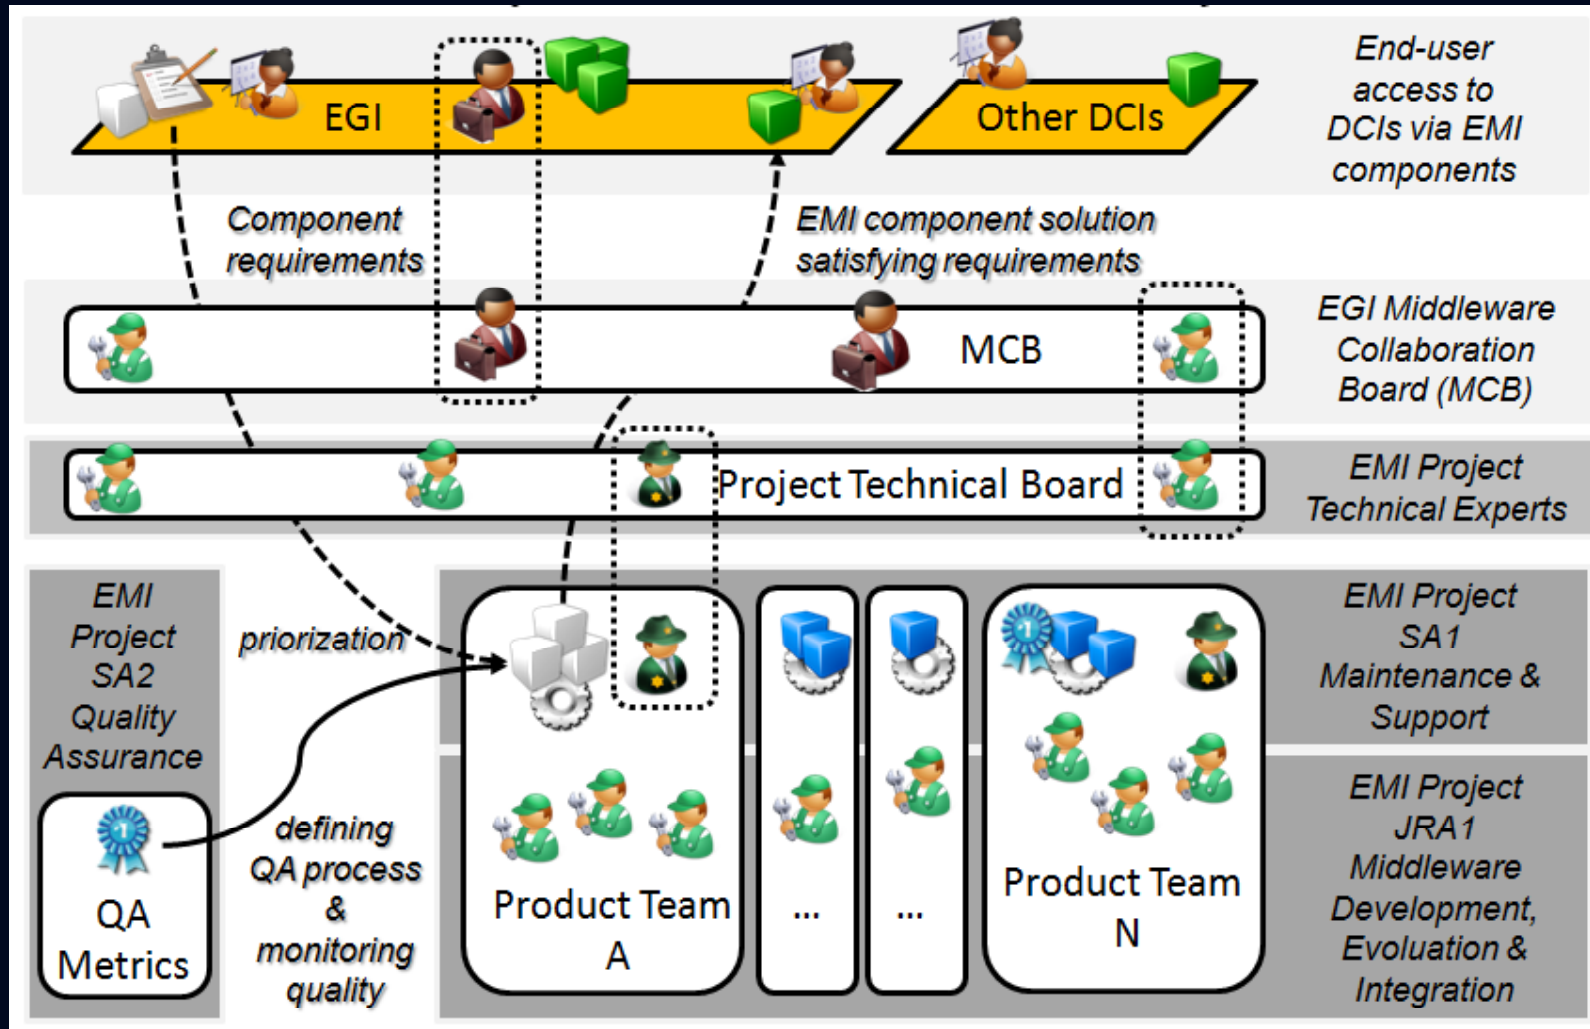 End-user
access to
DCIs via EMI
components
EGI
Other DCIs
Component
requirements
EMI component solution
satisfying requirements
MCB
EGI Middleware
Collaboration
Board (MCB)
Project Technical Board
EMI Project
Technical Experts
EMI
Project
SA2
Quality
Assurance
priorization
EMI Project
SA1
Maintenance &
Support
QA
Metrics
defining
QA process
&
monitoring
quality
Product Team
A
...
...
Product Team
N
EMI Project
JRA1
Middleware
Development,
Evoluation &
Integration